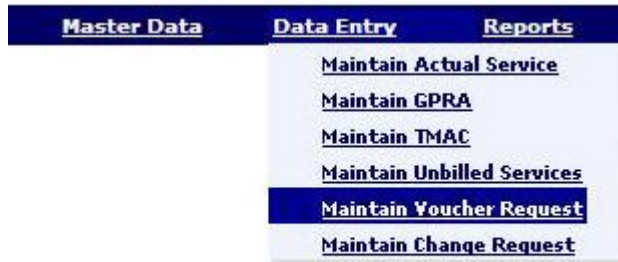 Master Data Data Entry Reports
Maintain Actual Service
Maintain GPRA
Maintain TMAC
Maintain Unbilled Services
Maintain Voucher Request
Maintain Change Request